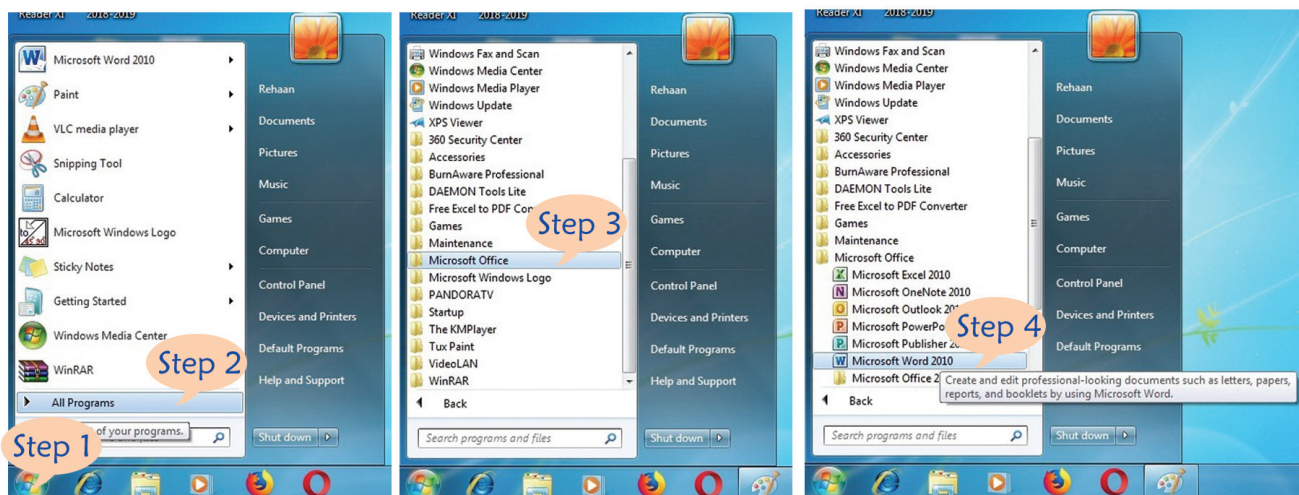 Reader XI 2018-2019
Microsoft Word 2010
Paint
VLC media player
Snipping Tool
Calculator
Microsoft Windows Logo
Sticky Notes
Getting Started
Windows Media Center
WinRAR
All Programs
of your programs.
Rehaan
Documents
Pictures
Music
Games
Computer
Control Panel
Devices and Printers
Default Programs
Help and Support
Shut down
Step 1
Step 2
Reader XI 2018-2019
Windows Fax and Scan
Windows Media Center
Windows Media Player
Windows Update
XPS Viewer
360 Security Center
Accessories
BurnAware Professional
DAEMON Tools Lite
Free Excel to PDF
Games
Maintenance
Microsoft Office
Microsoft Windows Logo
PANDORATV
Startup
The KMPlayer
Tux Paint
VideoLAN
WinRAR
Back
Search programs and files
Rehaan
Documents
Pictures
Music
Games
Computer
Control Panel
Devices and Printers
Default Programs
Help and Support
Shut down
Step 3
Reader XI 2018-2019
Windows Fax and Scan
Windows Media Center
Windows Media Player
Windows Update
XPS Viewer
360 Security Center
Accessories
BurnAware Professional
DAEMON Tools Lite
Free Excel to PDF Converter
Games
Maintenance
Microsoft Office
Microsoft Excel 2010
Microsoft OneNote 2010
Microsoft Outlook
Microsoft
Microsoft Publisher
Microsoft Word 2010
Microsoft Office
Back
Search programs and files
Rehaan
Documents
Pictures
Music
Games
Computer
Control Panel
Devices and Printers
Default Programs
Create and edit professional-looking documents such as letters, papers,
reports, and booklets by using Microsoft Word.
Shut down
Step 4